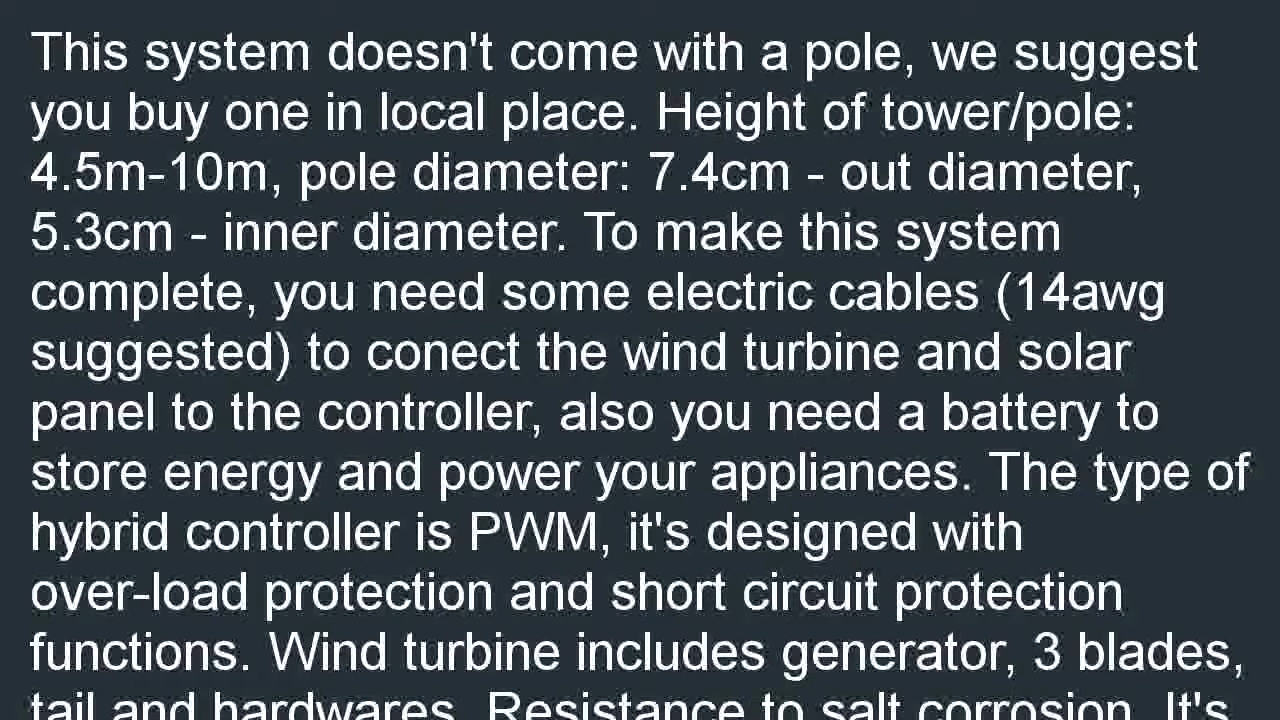 This system doesn't come with a pole, we suggest
you buy one in local place. Height of tower/pole:
4.5m-10m, pole diameter: 7.4cm - out diameter,
5.3cm - inner diameter. To make this system
complete, you need some electric cables (14awg
suggested) to conect the wind turbine and solar
panel to the controller, also you need a battery to
store energy and power your appliances. The type of
hybrid controller is PWM, it's designed with
over-load protection and short circuit protection
functions. Wind turbine includes generator, 3 blades,
tail and hardwares. Resistance to salt corrosion. It's